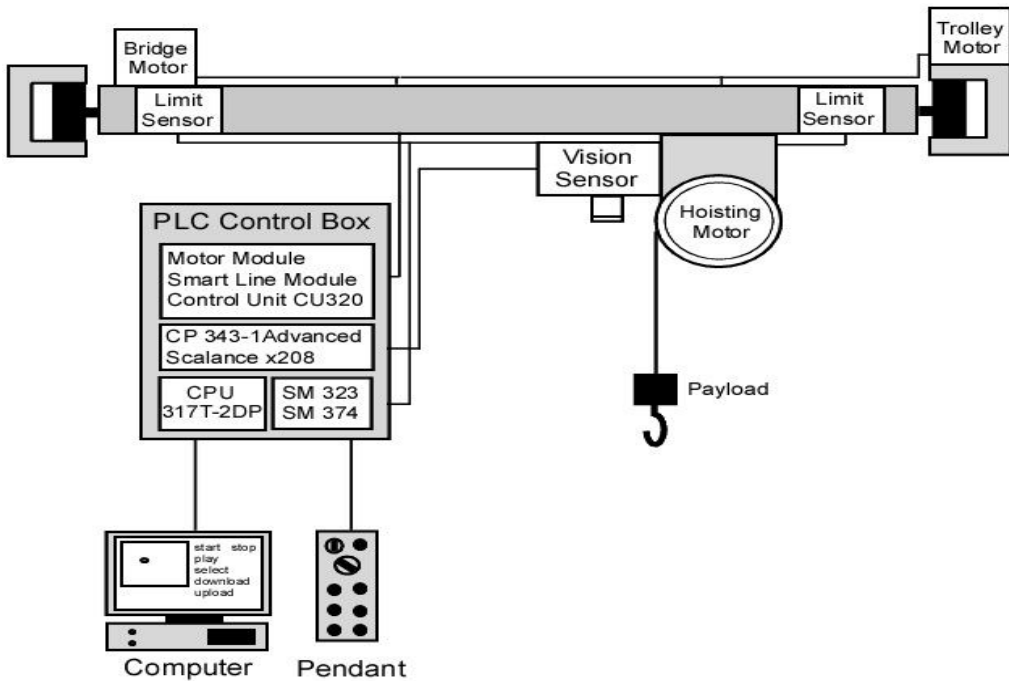 Bridge
Motor
Trolley
Motor
Limit
Sensor
Limit
Sensor
Vision
Sensor
Hoisting
Motor
PLC Control Box
Motor Module
Smart Line Module
Control Unit CU320
CP 343-1Advanced
Scalance x208
CPU
317T-2DP
SM 323
SM 374
Payload
start stop
play
select
download
upload
Computer
Pendant